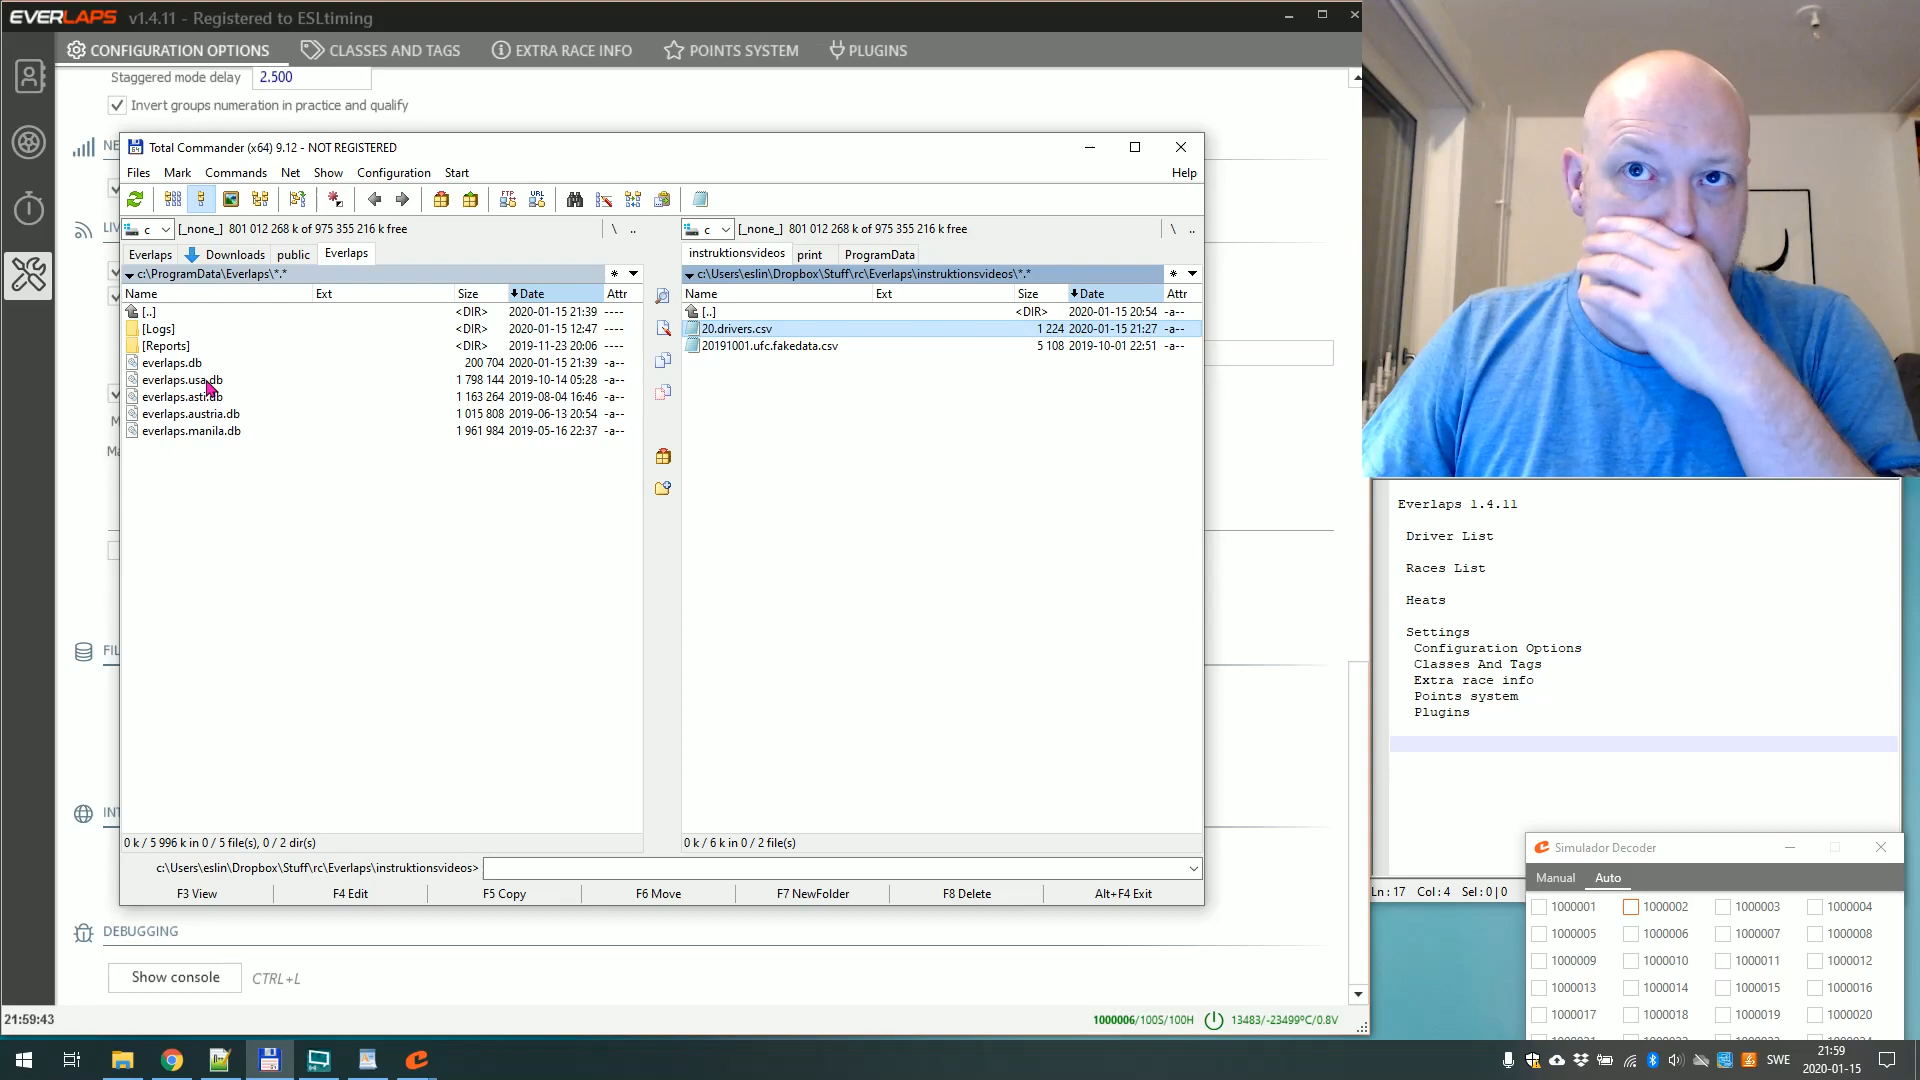 EVERLAPS v1.4.11 - Registered to ESLtiming
CONFIGURATION OPTIONS
CLASSES AND TAGS
EXTRA RACE INFO
POINTS SYSTEM
PLUGINS
Staggered mode delay 2.500
Invert groups numeration in practice and qualify
NE
LIV
M
Ma
FIL
INT
Total Commander (x64) 9.12 - NOT REGISTERED
Files Mark Commands Net Show Configuration Start Help
FTP URL
c [_none_] 801 012 268 k of 975 355 216 k free \ ..
Everlaps Downloads public Everlaps
c:\ProgramData\Everlaps\*.* *
Name Ext Size Date Attr
[..] <DIR> 2020-01-15 21:39 ----
[Logs] <DIR> 2020-01-15 12:47 ----
[Reports] <DIR> 2019-11-23 20:06 ----
everlaps.db 200 704 2020-01-15 21:39 -a--
everlaps.usa.db 1 798 144 2019-10-14 05:28 -a--
everlaps.asti.db 1 163 264 2019-08-04 16:46 -a--
everlaps.austria.db 1 015 808 2019-06-13 20:54 -a--
everlaps.manila.db 1 961 984 2019-05-16 22:37 -a--
0 k / 5 996 k in 0 / 5 file(s), 0 / 2 dir(s)
c [_none_] 801 012 268 k of 975 355 216 k free \ ..
instruktionsvideos print ProgramData
c:\Users\eslin\Dropbox\Stuff\rc\Everlaps\instruktionsvideos\*.* *
Name Ext Size Date Attr
[..] <DIR> 2020-01-15 20:54 ----
20.drivers.csv 1 224 2020-01-15 21:27 -a--
20191001.ufc.fakedata.csv 5 108 2019-10-01 22:51 -a--
0 k / 6 k in 0 / 2 file(s)
c:\Users\eslin\Dropbox\Stuff\rc\Everlaps\instruktionsvideos>
F3 View F4 Edit F5 Copy F6 Move F7 NewFolder F8 Delete Alt+F4 Exit
DEBUGGING
Show console CTRL+L
21:59:43
1000006/100S/100H 13483/-23499ºC/0.8V
Everlaps 1.4.11
Driver List
Races List
Heats
Settings
Configuration Options
Classes And Tags
Extra race info
Points system
Plugins
Ln : 17 Col : 4 Sel : 0 | 0
Simulador Decoder
Manual Auto
1000001 1000002 1000003 1000004
1000005 1000006 1000007 1000008
1000009 1000010 1000011 1000012
1000013 1000014 1000015 1000016
1000017 1000018 1000019 1000020
SWE
21:59
2020-01-15